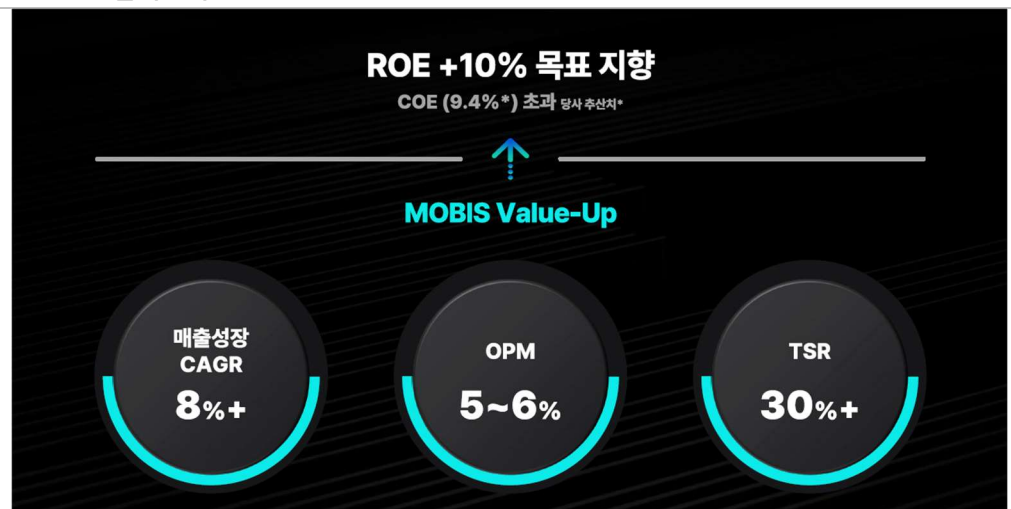 ROE +10% 목표 지향
COE (9.4%*) 초과 당사 추산치*
MOBIS Value-Up
매출성장
CAGR
8%+
OPM
5~6%
TSR
30%+